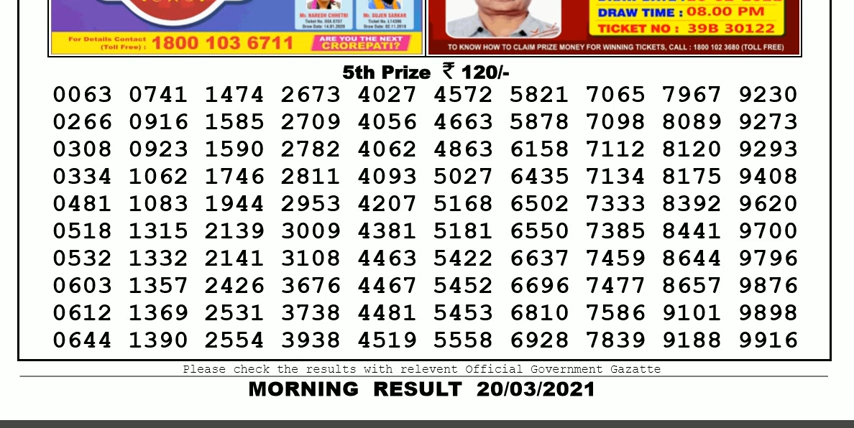 Mr. NARESH CHHETRI
Mr. SUJEN SARKAR
For Details Contact
(Toll Free) : 1800 103 6711
ARE YOU THE NEXT
CROREPATI?
DRAW TIME : 08.00 PM
TICKET NO : 39B 30122
TO KNOW HOW TO CLAIM PRIZE MONEY FOR WINNING TICKETS, CALL : 1800 102 3680 (TOLL FREE)
5th Prize ₹ 120/-
0063 0741 1474 2673 4027 4572 5821 7065 7967 9230
0266 0916 1585 2709 4056 4663 5878 7098 8089 9273
0308 0923 1590 2782 4062 4863 6158 7112 8120 9293
0334 1062 1746 2811 4093 5027 6435 7134 8175 9408
0481 1083 1944 2953 4207 5168 6502 7333 8392 9620
0518 1315 2139 3009 4381 5181 6550 7385 8441 9700
0532 1332 2141 3108 4463 5422 6637 7459 8644 9796
0603 1357 2426 3676 4467 5452 6696 7477 8657 9876
0612 1369 2531 3738 4481 5453 6810 7586 9101 9898
0644 1390 2554 3938 4519 5558 6928 7839 9188 9916
Please check the results with relevent Official Government Gazatte
MORNING RESULT 20/03/2021